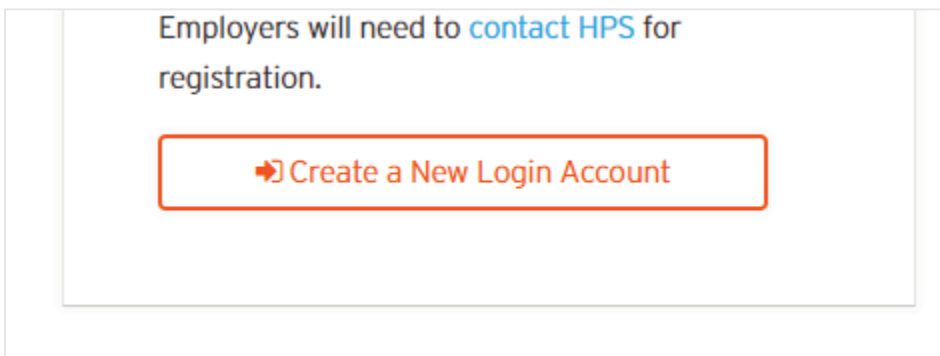 Employers will need to contact HPS for
registration.
Create a New Login Account